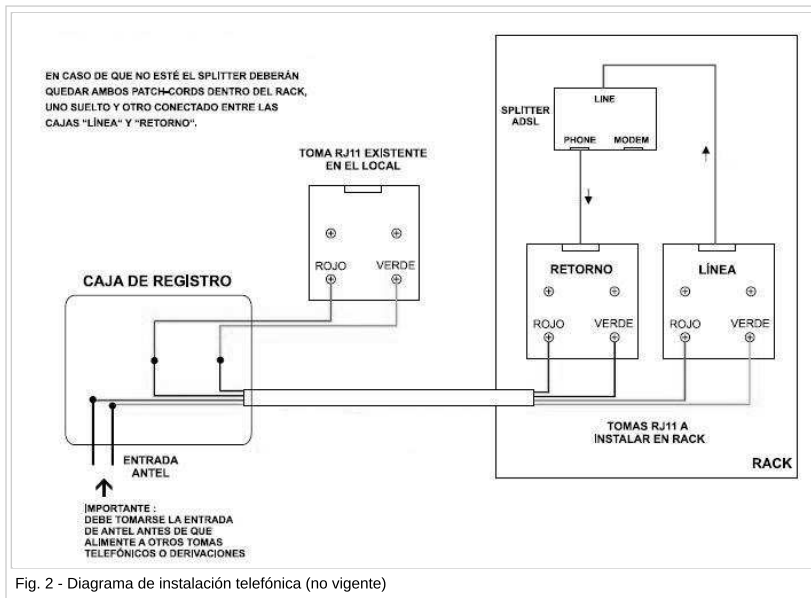 EN CASO DE QUE NO ESTÉ EL SPLITTER DEBERÁN
QUEDAR AMBOS PATCH-CORDS DENTRO DEL RACK,
UNO SUELTO Y OTRO CONECTADO ENTRE LAS
CAJAS "LÍNEA" Y "RETORNO".
TOMA RJ11 EXISTENTE
EN EL LOCAL
ROJO
VERDE
CAJA DE REGISTRO
ENTRADA
ANTEL
IMPORTANTE :
DEBE TOMARSE LA ENTRADA
DE ANTEL ANTES DE QUE
ALIMENTE A OTROS TOMAS
TELEFÓNICOS O DERIVACIONES
SPLITTER
ADSL
LINE
PHONE
MODEM
RETORNO
ROJO
VERDE
LÍNEA
ROJO
VERDE
TOMAS RJ11 A
INSTALAR EN RACK
RACK
Fig. 2 - Diagrama de instalación telefónica (no vigente)